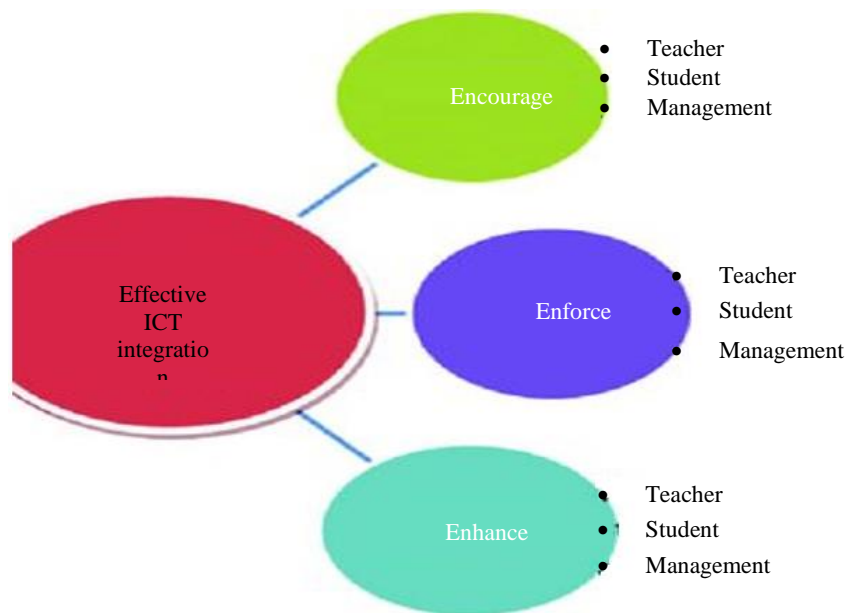 Encourage
• Teacher
• Student
• Management
Effective
ICT
integratio
n
Enforce
• Teacher
• Student
• Management
Enhance
• Teacher
• Student
• Management